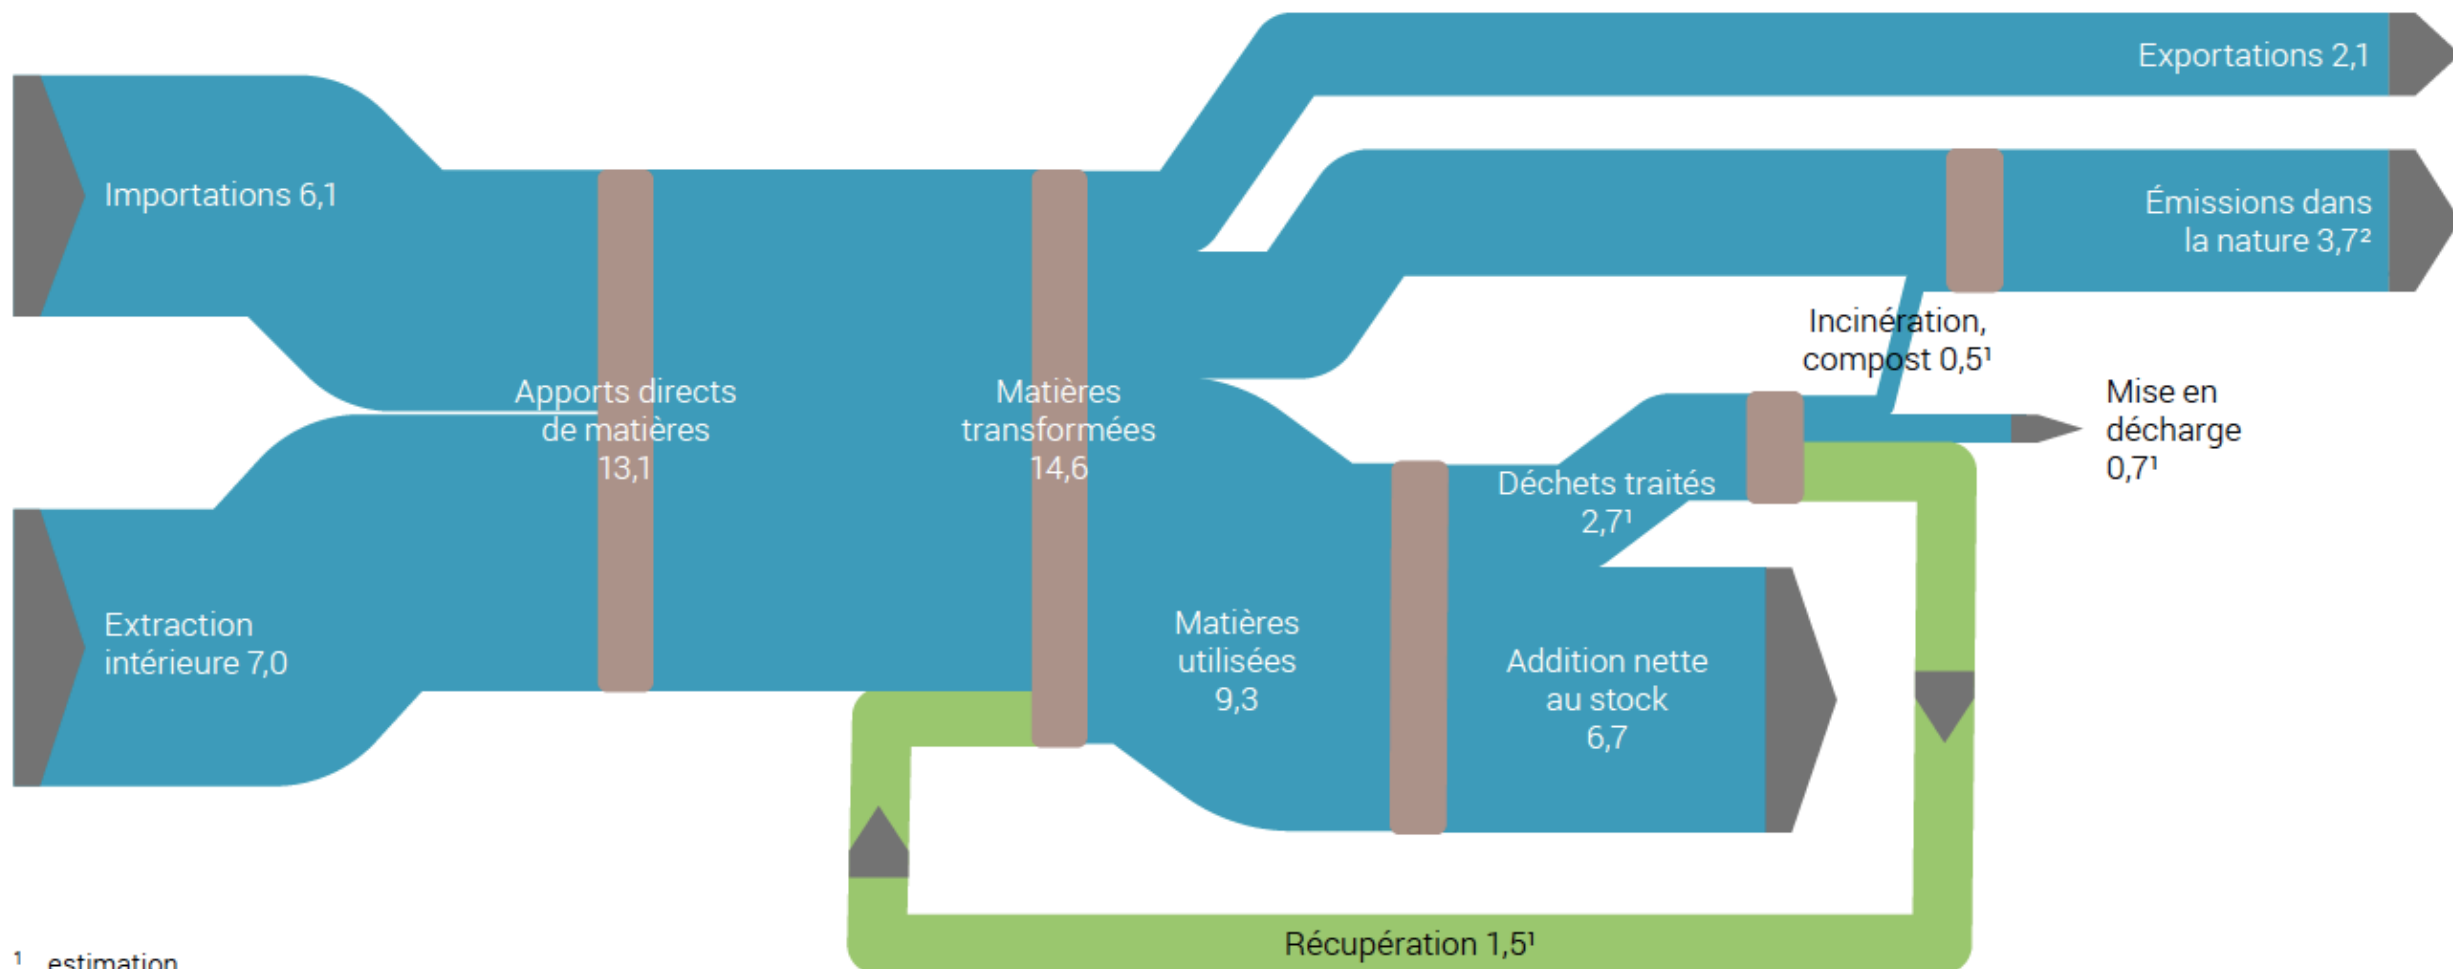 Exportations 2,1
Importations 6,1
Émissions dans
la nature 3,7²
Incinération,
compost 0,5¹
Mise en
décharge
0,7¹
Apports directs
de matières
13,1
Matières
transformées
14,6
Déchets traités
2,7¹
Extraction
intérieure 7,0
Matières
utilisées
9,3
Addition nette
au stock
6,7
Récupération 1,5¹
¹ estimation